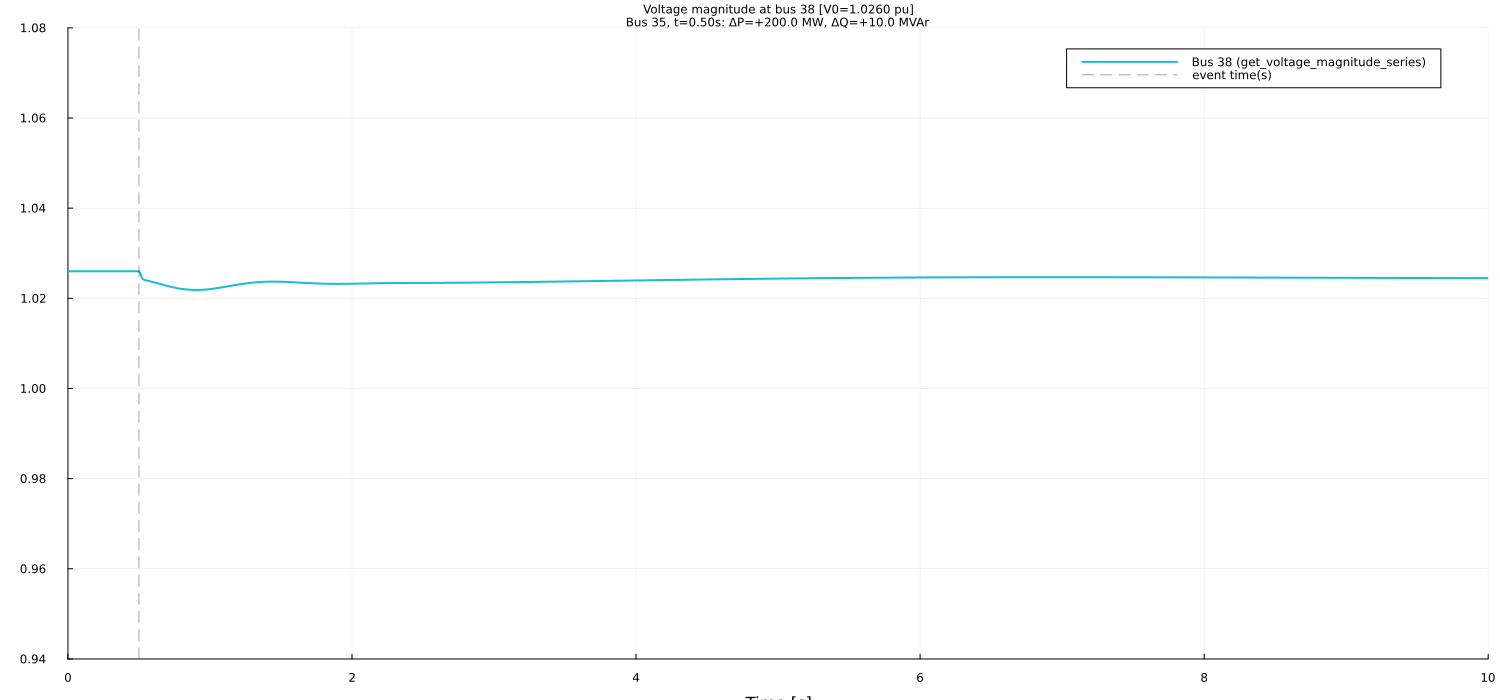 Voltage magnitude at bus 38 [V0=1.0260 pu]
Bus 35, t=0.50s: ΔP=+200.0 MW, ΔQ=+10.0 MVAr
1.08
Bus 38 (get_voltage_magnitude_series)
event time(s)
1.06
1.04
1.02
1.00
0.98
0.96
0.94
0 2 4 6 8 10
Time [s]